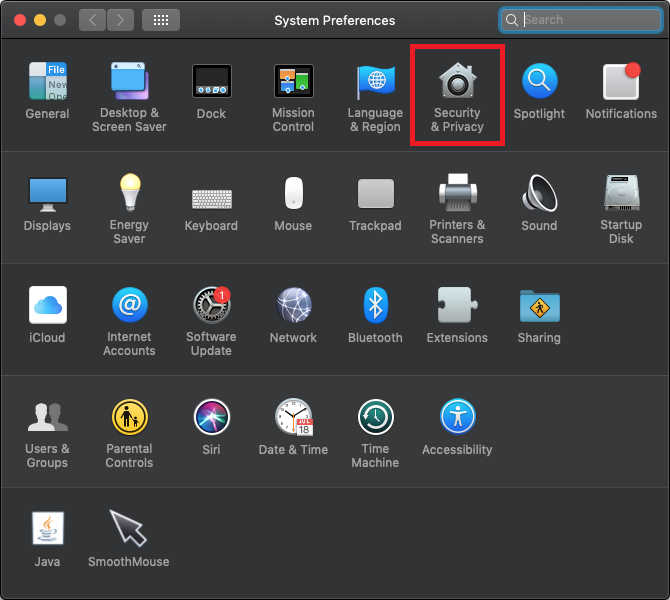 System Preferences
Search
File
New
Ope
General
Desktop &
Screen Saver
Dock
Mission
Control
Language
& Region
Security
& Privacy
Spotlight
Notifications
Displays
Energy
Saver
Keyboard
Mouse
Trackpad
Printers &
Scanners
Sound
Startup
Disk
iCloud
@
Internet
Accounts
1
Software
Update
Network
Bluetooth
Extensions
Sharing
Users &
Groups
Parental
Controls
Siri
JUL
18
Date & Time
Time
Machine
Accessibility
Java
SmoothMouse